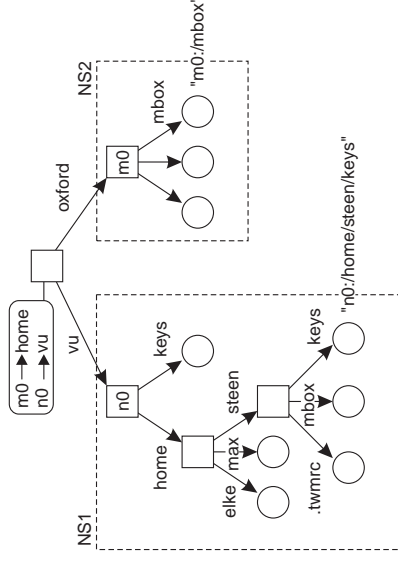 m0 → home
n0 → vu
oxford
vu
NS2
m0
mbox
"m0:/mbox"
NS1
n0
home
keys
elke
max
steen
.twmrc
mbox
keys
"n0:/home/steen/keys"